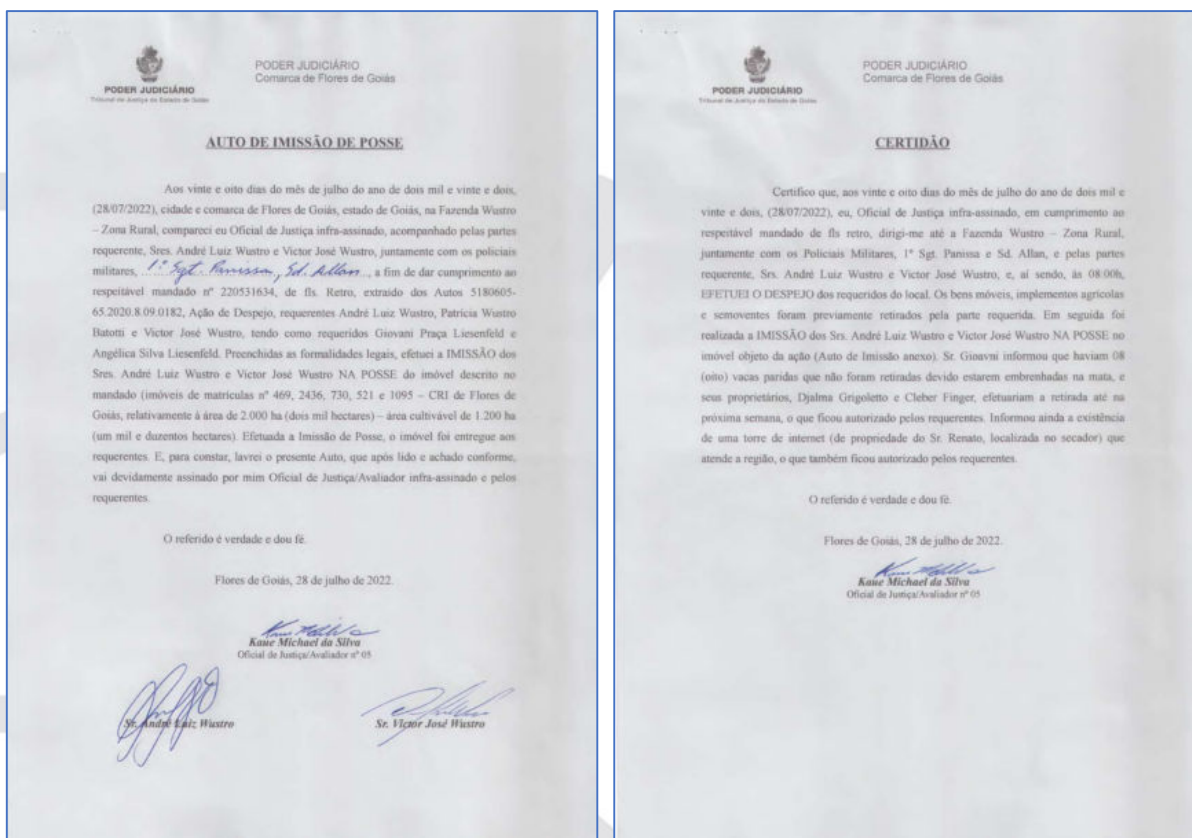 PODER JUDICIÁRIO
Tribunal de Justiça do Estado de Goiás
PODER JUDICIÁRIO
Comarca de Flores de Goiás
AUTO DE IMISSÃO DE POSSE
Aos vinte e oito dias do mês de julho do ano de dois mil e vinte e dois,
(28/07/2022), cidade e comarca de Flores de Goiás, estado de Goiás, na Fazenda Wustro
– Zona Rural, compareci eu Oficial de Justiça infra-assinado, acompanhado pelas partes
requerente, Sres. André Luiz Wustro e Victor José Wustro, juntamente com os policiais
militares, 1º Sgt. Panissa, Sd. Allan, a fim de dar cumprimento ao
respeitável mandado nº 220531634, de fls. Retro, extraído dos Autos 5180605-
65.2020.8.09.0182, Ação de Despejo, requerentes André Luiz Wustro, Patrícia Wustro
Batotti e Victor José Wustro, tendo como requeridos Giovani Praça Liesenfeld e
Angélica Silva Liesenfeld. Preenchidas as formalidades legais, efetuei a IMISSÃO dos
Sres. André Luiz Wustro e Victor José Wustro NA POSSE do imóvel descrito no
mandado (imóveis de matrículas nº 469, 2436, 730, 521 e 1095 – CRI de Flores de
Goiás, relativamente à área de 2.000 ha (dois mil hectares) – área cultivável de 1.200 ha
(um mil e duzentos hectares). Efetuada a Imissão de Posse, o imóvel foi entregue aos
requerentes. E, para constar, lavrei o presente Auto, que após lido e achado conforme,
vai devidamente assinado por mim Oficial de Justiça/Avaliador infra-assinado e pelos
requerentes.
O referido é verdade e dou fé.
Flores de Goiás, 28 de julho de 2022.
Kaue Michael da Silva
Oficial de Justiça/Avaliador nº 05
Sr. André Luiz Wustro
Sr. Victor José Wustro
PODER JUDICIÁRIO
Tribunal de Justiça do Estado de Goiás
PODER JUDICIÁRIO
Comarca de Flores de Goiás
CERTIDÃO
Certifico que, aos vinte e oito dias do mês de julho do ano de dois mil e
vinte e dois, (28/07/2022), eu, Oficial de Justiça infra-assinado, em cumprimento ao
respeitável mandado de fls retro, dirigi-me até a Fazenda Wustro – Zona Rural,
juntamente com os Policiais Militares, 1º Sgt. Panissa e Sd. Allan, e pelas partes
requerente, Srs. André Luiz Wustro e Victor José Wustro, e, aí sendo, às 08:00h,
EFETUEI O DESPEJO dos requeridos do local. Os bens móveis, implementos agrícolas
e semoventes foram previamente retirados pela parte requerida. Em seguida foi
realizada a IMISSÃO dos Srs. André Luiz Wustro e Victor José Wustro NA POSSE no
imóvel objeto da ação (Auto de Imissão anexo). Sr. Gioavni informou que haviam 08
(oito) vacas paridas que não foram retiradas devido estarem embrenhadas na mata, e
seus proprietários, Djalma Grigoletto e Cleber Finger, efetuariam a retirada até na
próxima semana, o que ficou autorizado pelos requerentes. Informou ainda a existência
de uma torre de internet (de propriedade do Sr. Renato, localizada no secador) que
atende a região, o que também ficou autorizado pelos requerentes.
O referido é verdade e dou fé.
Flores de Goiás, 28 de julho de 2022.
Kaue Michael da Silva
Oficial de Justiça/Avaliador nº 05